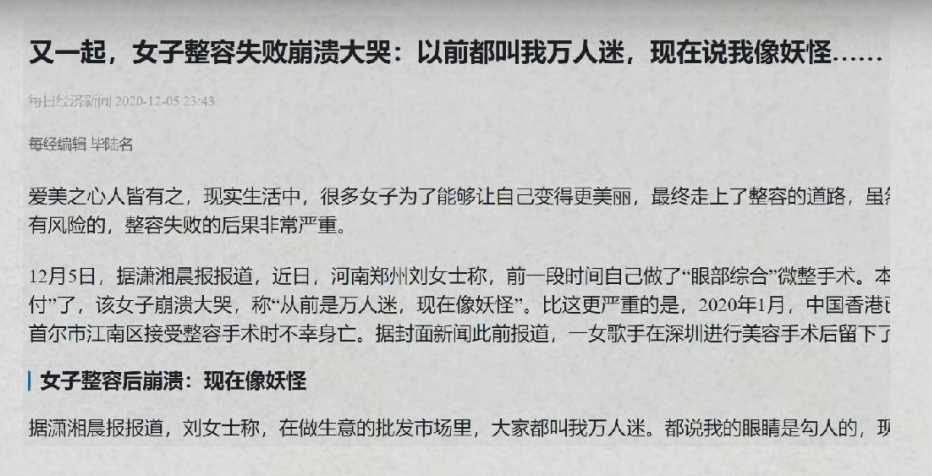 又一起，女子整容失败崩溃大哭：以前都叫我万人迷，现在说我像妖怪……
每日经济新闻 2020-12-05 23:43
每经编辑 毕陆名
爱美之心人皆有之，现实生活中，很多女子为了能够让自己变得更美丽，最终走上了整容的道路，虽
有风险的，整容失败的后果非常严重。
12月5日，据潇湘晨报报道，近日，河南郑州刘女士称，前一段时间自己做了“眼部综合”微整手术。本
付”了，该女子崩溃大哭，称“从前是万人迷，现在像妖怪”。比这更严重的是，2020年1月，中国香港
首尔市江南区接受整容手术时不幸身亡。据封面新闻此前报道，一女歌手在深圳进行美容手术后留下了
女子整容后崩溃：现在像妖怪
据潇湘晨报报道，刘女士称，在做生意的批发市场里，大家都叫我万人迷。都说我的眼睛是勾人的，现